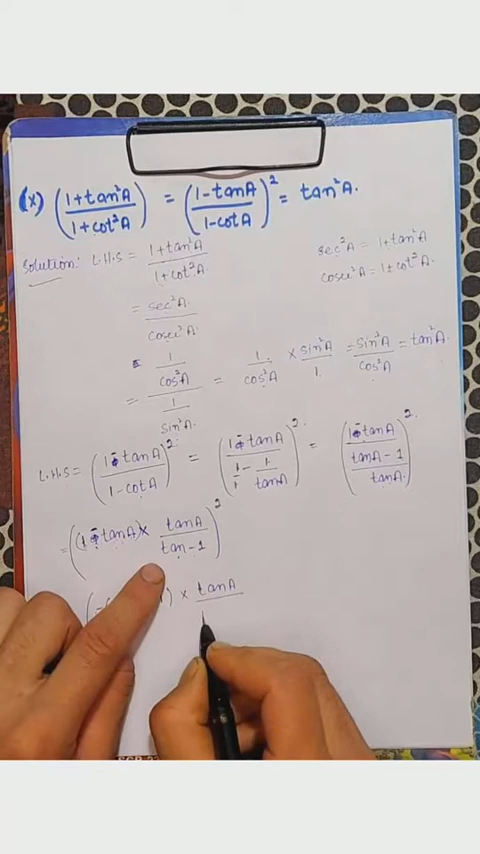 (x) ((1+tan²A)/(1+cot²A)) = ((1-tanA)/(1-cotA))² = tan²A.
Solution: L.H.S = (1+tan²A)/(1+cot²A)
sec²A = 1+tan²A
cosec²A = 1+cot²A.
= sec²A/cosec²A
= (1/cos²A)/(1/sin²A) = 1/cos²A × sin²A/1 = sin²A/cos²A = tan²A.
L.H.S = ((1-tanA)/(1-cotA))² = ((1-tanA)/(1/1 - 1/tanA))² = ((1-tanA)/((tanA-1)/tanA))².
= ((1-tanA) × tanA/(tan-1))²
× tanA